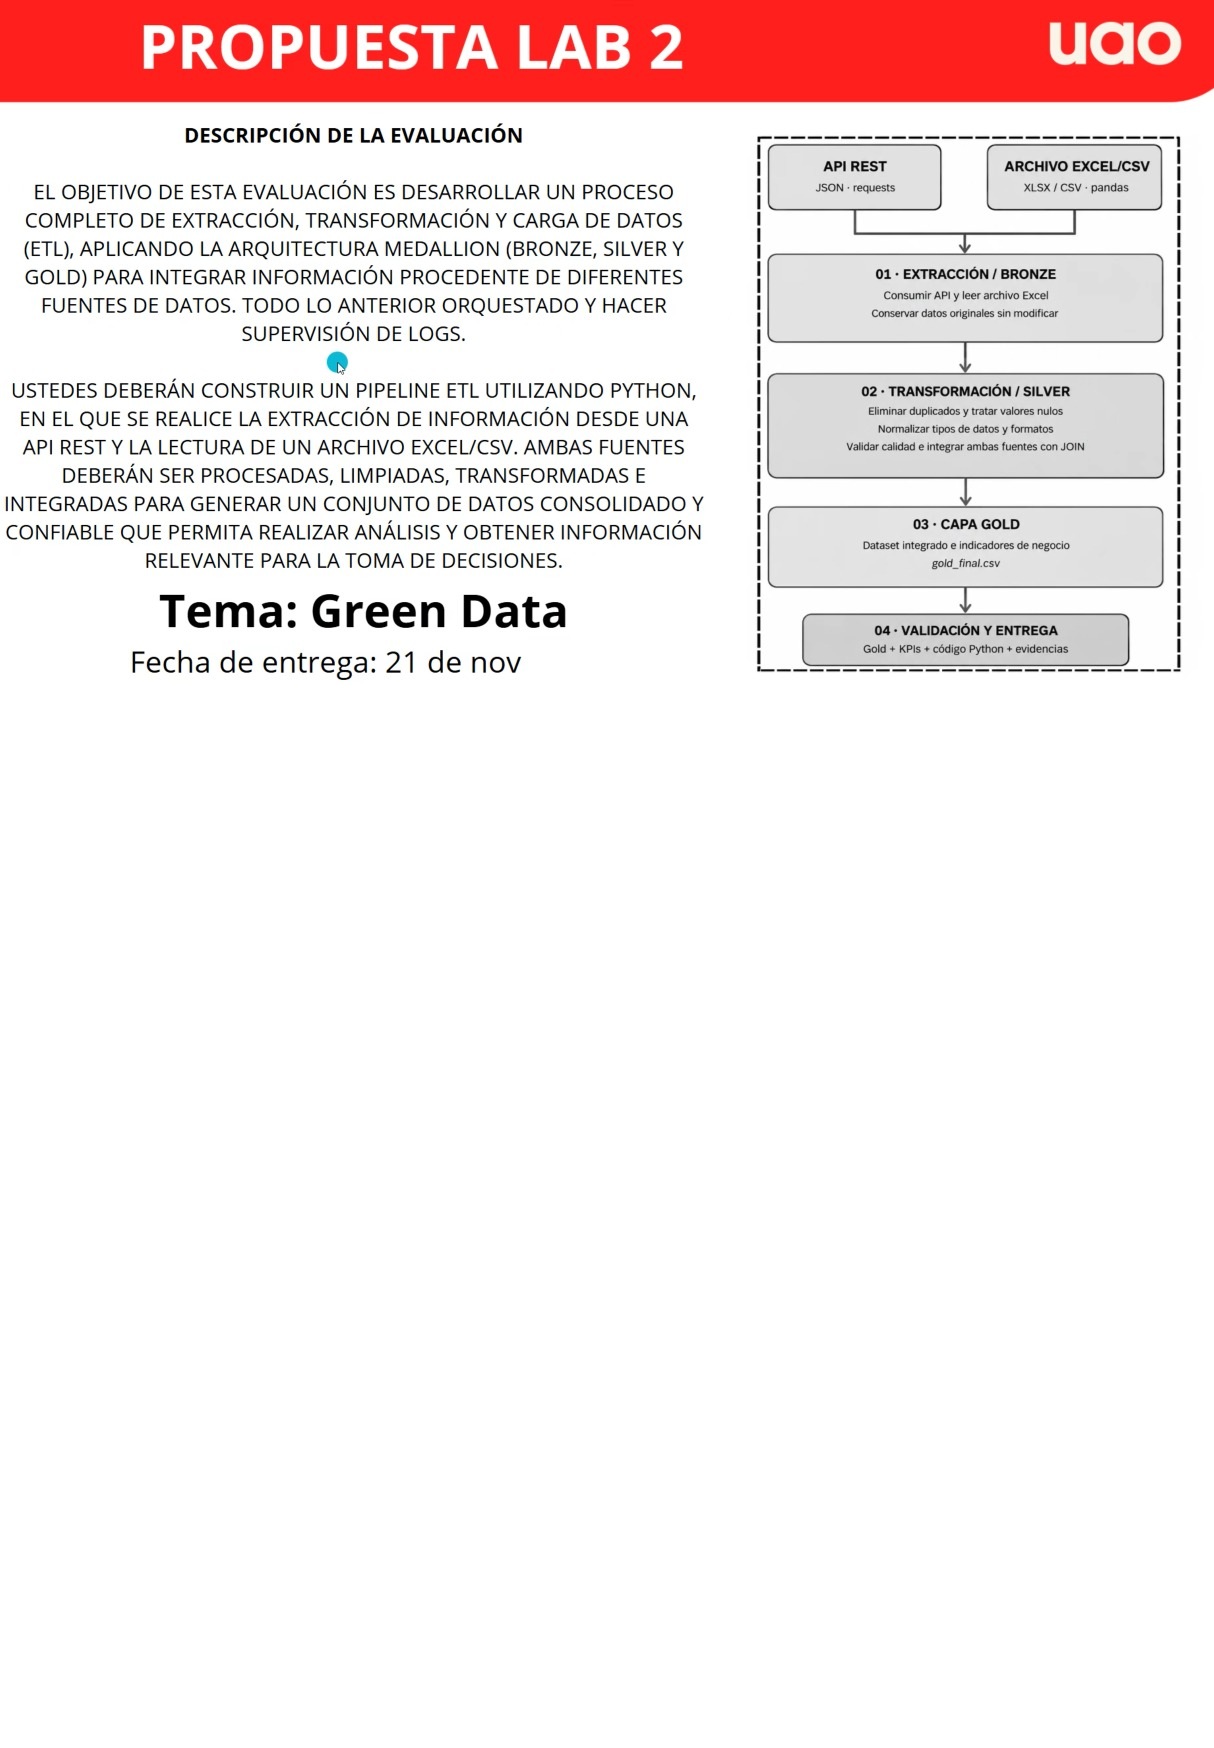 PROPUESTA LAB 2
uao
DESCRIPCIÓN DE LA EVALUACIÓN
EL OBJETIVO DE ESTA EVALUACIÓN ES DESARROLLAR UN PROCESO
COMPLETO DE EXTRACCIÓN, TRANSFORMACIÓN Y CARGA DE DATOS
(ETL), APLICANDO LA ARQUITECTURA MEDALLION (BRONZE, SILVER Y
GOLD) PARA INTEGRAR INFORMACIÓN PROCEDENTE DE DIFERENTES
FUENTES DE DATOS. TODO LO ANTERIOR ORQUESTADO Y HACER
SUPERVISIÓN DE LOGS.
USTEDES DEBERÁN CONSTRUIR UN PIPELINE ETL UTILIZANDO PYTHON,
EN EL QUE SE REALICE LA EXTRACCIÓN DE INFORMACIÓN DESDE UNA
API REST Y LA LECTURA DE UN ARCHIVO EXCEL/CSV. AMBAS FUENTES
DEBERÁN SER PROCESADAS, LIMPIADAS, TRANSFORMADAS E
INTEGRADAS PARA GENERAR UN CONJUNTO DE DATOS CONSOLIDADO Y
CONFIABLE QUE PERMITA REALIZAR ANÁLISIS Y OBTENER INFORMACIÓN
RELEVANTE PARA LA TOMA DE DECISIONES.
Tema: Green Data
Fecha de entrega: 21 de nov
API REST
JSON · requests
ARCHIVO EXCEL/CSV
XLSX / CSV · pandas
01 · EXTRACCIÓN / BRONZE
Consumir API y leer archivo Excel
Conservar datos originales sin modificar
02 · TRANSFORMACIÓN / SILVER
Eliminar duplicados y tratar valores nulos
Normalizar tipos de datos y formatos
Validar calidad e integrar ambas fuentes con JOIN
03 · CAPA GOLD
Dataset integrado e indicadores de negocio
gold_final.csv
04 · VALIDACIÓN Y ENTREGA
Gold + KPIs + código Python + evidencias